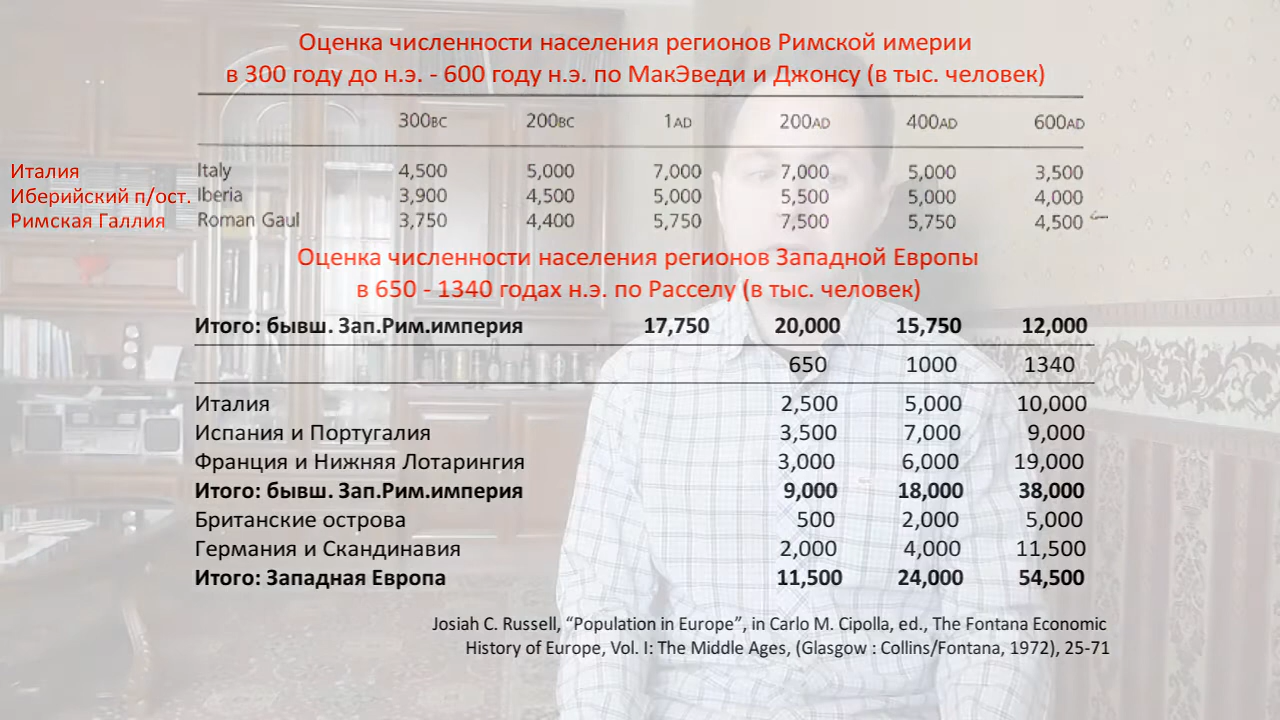 Оценка численности населения регионов Римской имерии
в 300 году до н.э. - 600 году н.э. по МакЭведи и Джонсу (в тыс. человек)
300BC 200BC 1AD 200AD 400AD 600AD
Италия Italy 4,500 5,000 7,000 7,000 5,000 3,500
Иберийский п/ост. Iberia 3,900 4,500 5,000 5,500 5,000 4,000
Римская Галлия Roman Gaul 3,750 4,400 5,750 7,500 5,750 4,500
Оценка численности населения регионов Западной Европы
в 650 - 1340 годах н.э. по Расселу (в тыс. человек)
Итого: бывш. Зап.Рим.империя 17,750 20,000 15,750 12,000
650 1000 1340
Италия 2,500 5,000 10,000
Испания и Португалия 3,500 7,000 9,000
Франция и Нижняя Лотарингия 3,000 6,000 19,000
Итого: бывш. Зап.Рим.империя 9,000 18,000 38,000
Британские острова 500 2,000 5,000
Германия и Скандинавия 2,000 4,000 11,500
Итого: Западная Европа 11,500 24,000 54,500
Josiah C. Russell, “Population in Europe”, in Carlo M. Cipolla, ed., The Fontana Economic
History of Europe, Vol. I: The Middle Ages, (Glasgow : Collins/Fontana, 1972), 25-71